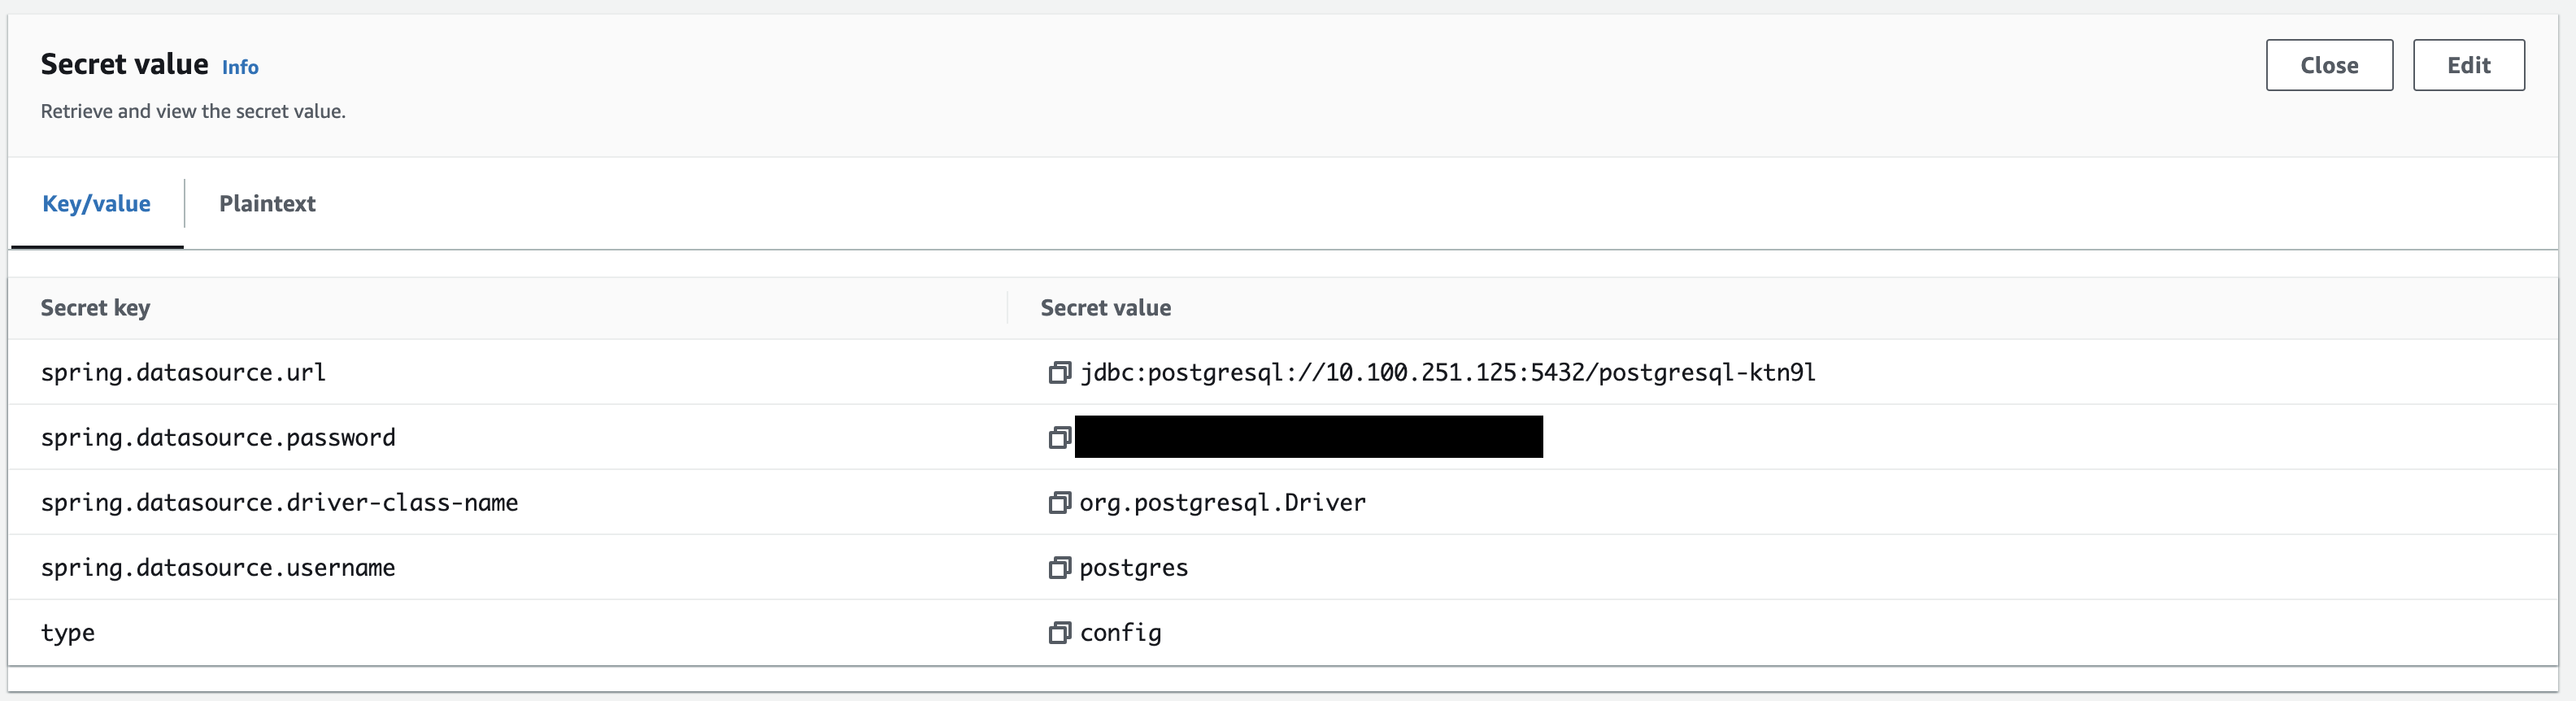 Secret value Info
Close
Edit
Retrieve and view the secret value.
Key/value
Plaintext
Secret key
Secret value
spring.datasource.url
jdbc:postgresql://10.100.251.125:5432/postgresql-ktn9l
spring.datasource.password
spring.datasource.driver-class-name
org.postgresql.Driver
spring.datasource.username
postgres
type
config